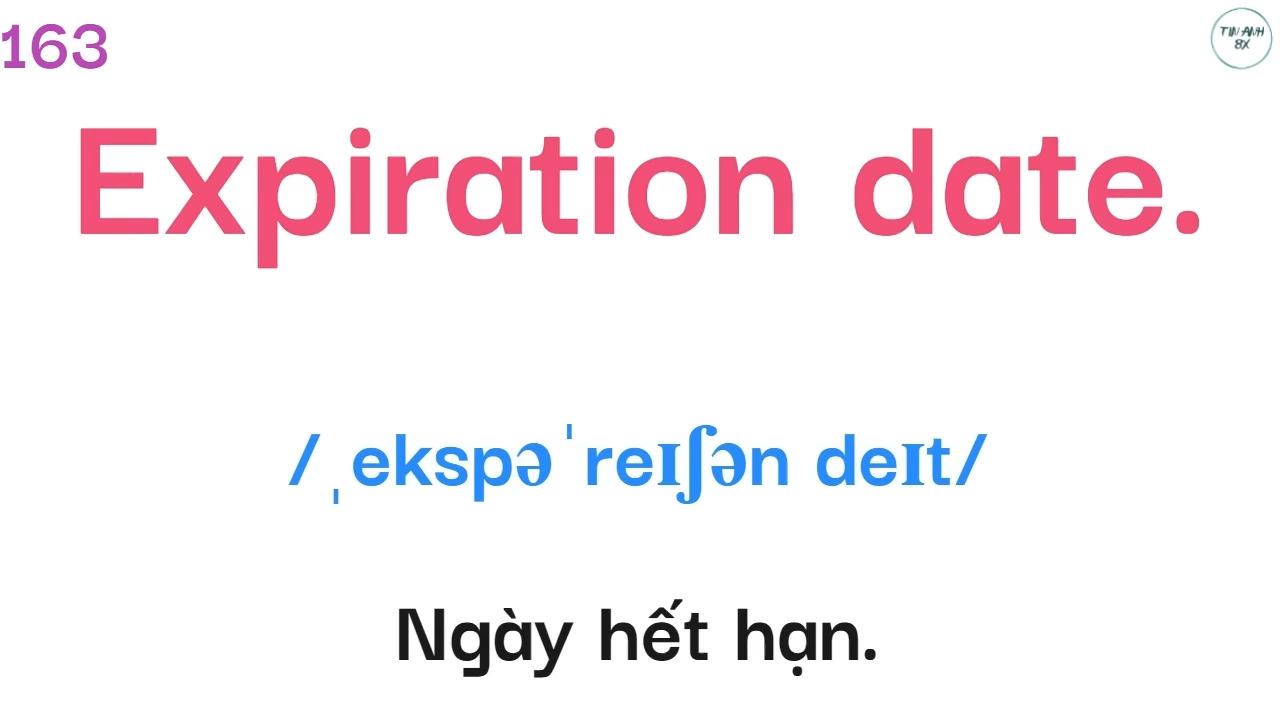 163
TIN ANH
8X
Expiration date.
/ˌekspəˈreɪʃən deɪt/
Ngày hết hạn.